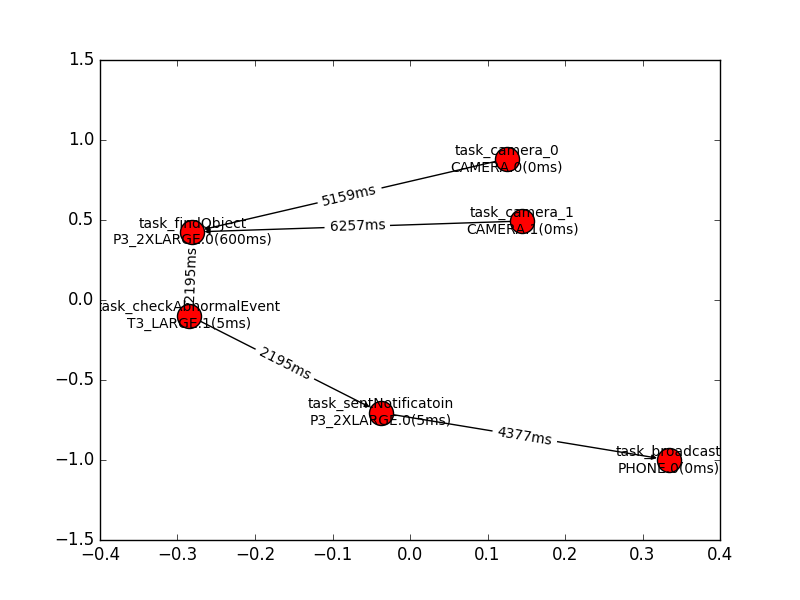 1.5
1.0
0.5
0.0
−0.5
−1.0
−1.5
task_camera_0
CAMERA.0(0ms)
5159ms
task_camera_1
CAMERA.1(0ms)
6257ms
task_findObject
P3_2XLARGE.0(600ms)
2195ms
task_checkAbnormalEvent
T3_LARGE.1(5ms)
2195ms
task_sentNotificatoin
P3_2XLARGE.0(5ms)
4377ms
task_broadcast
PHONE.0(0ms)
−0.4 −0.3 −0.2 −0.1 0.0 0.1 0.2 0.3 0.4